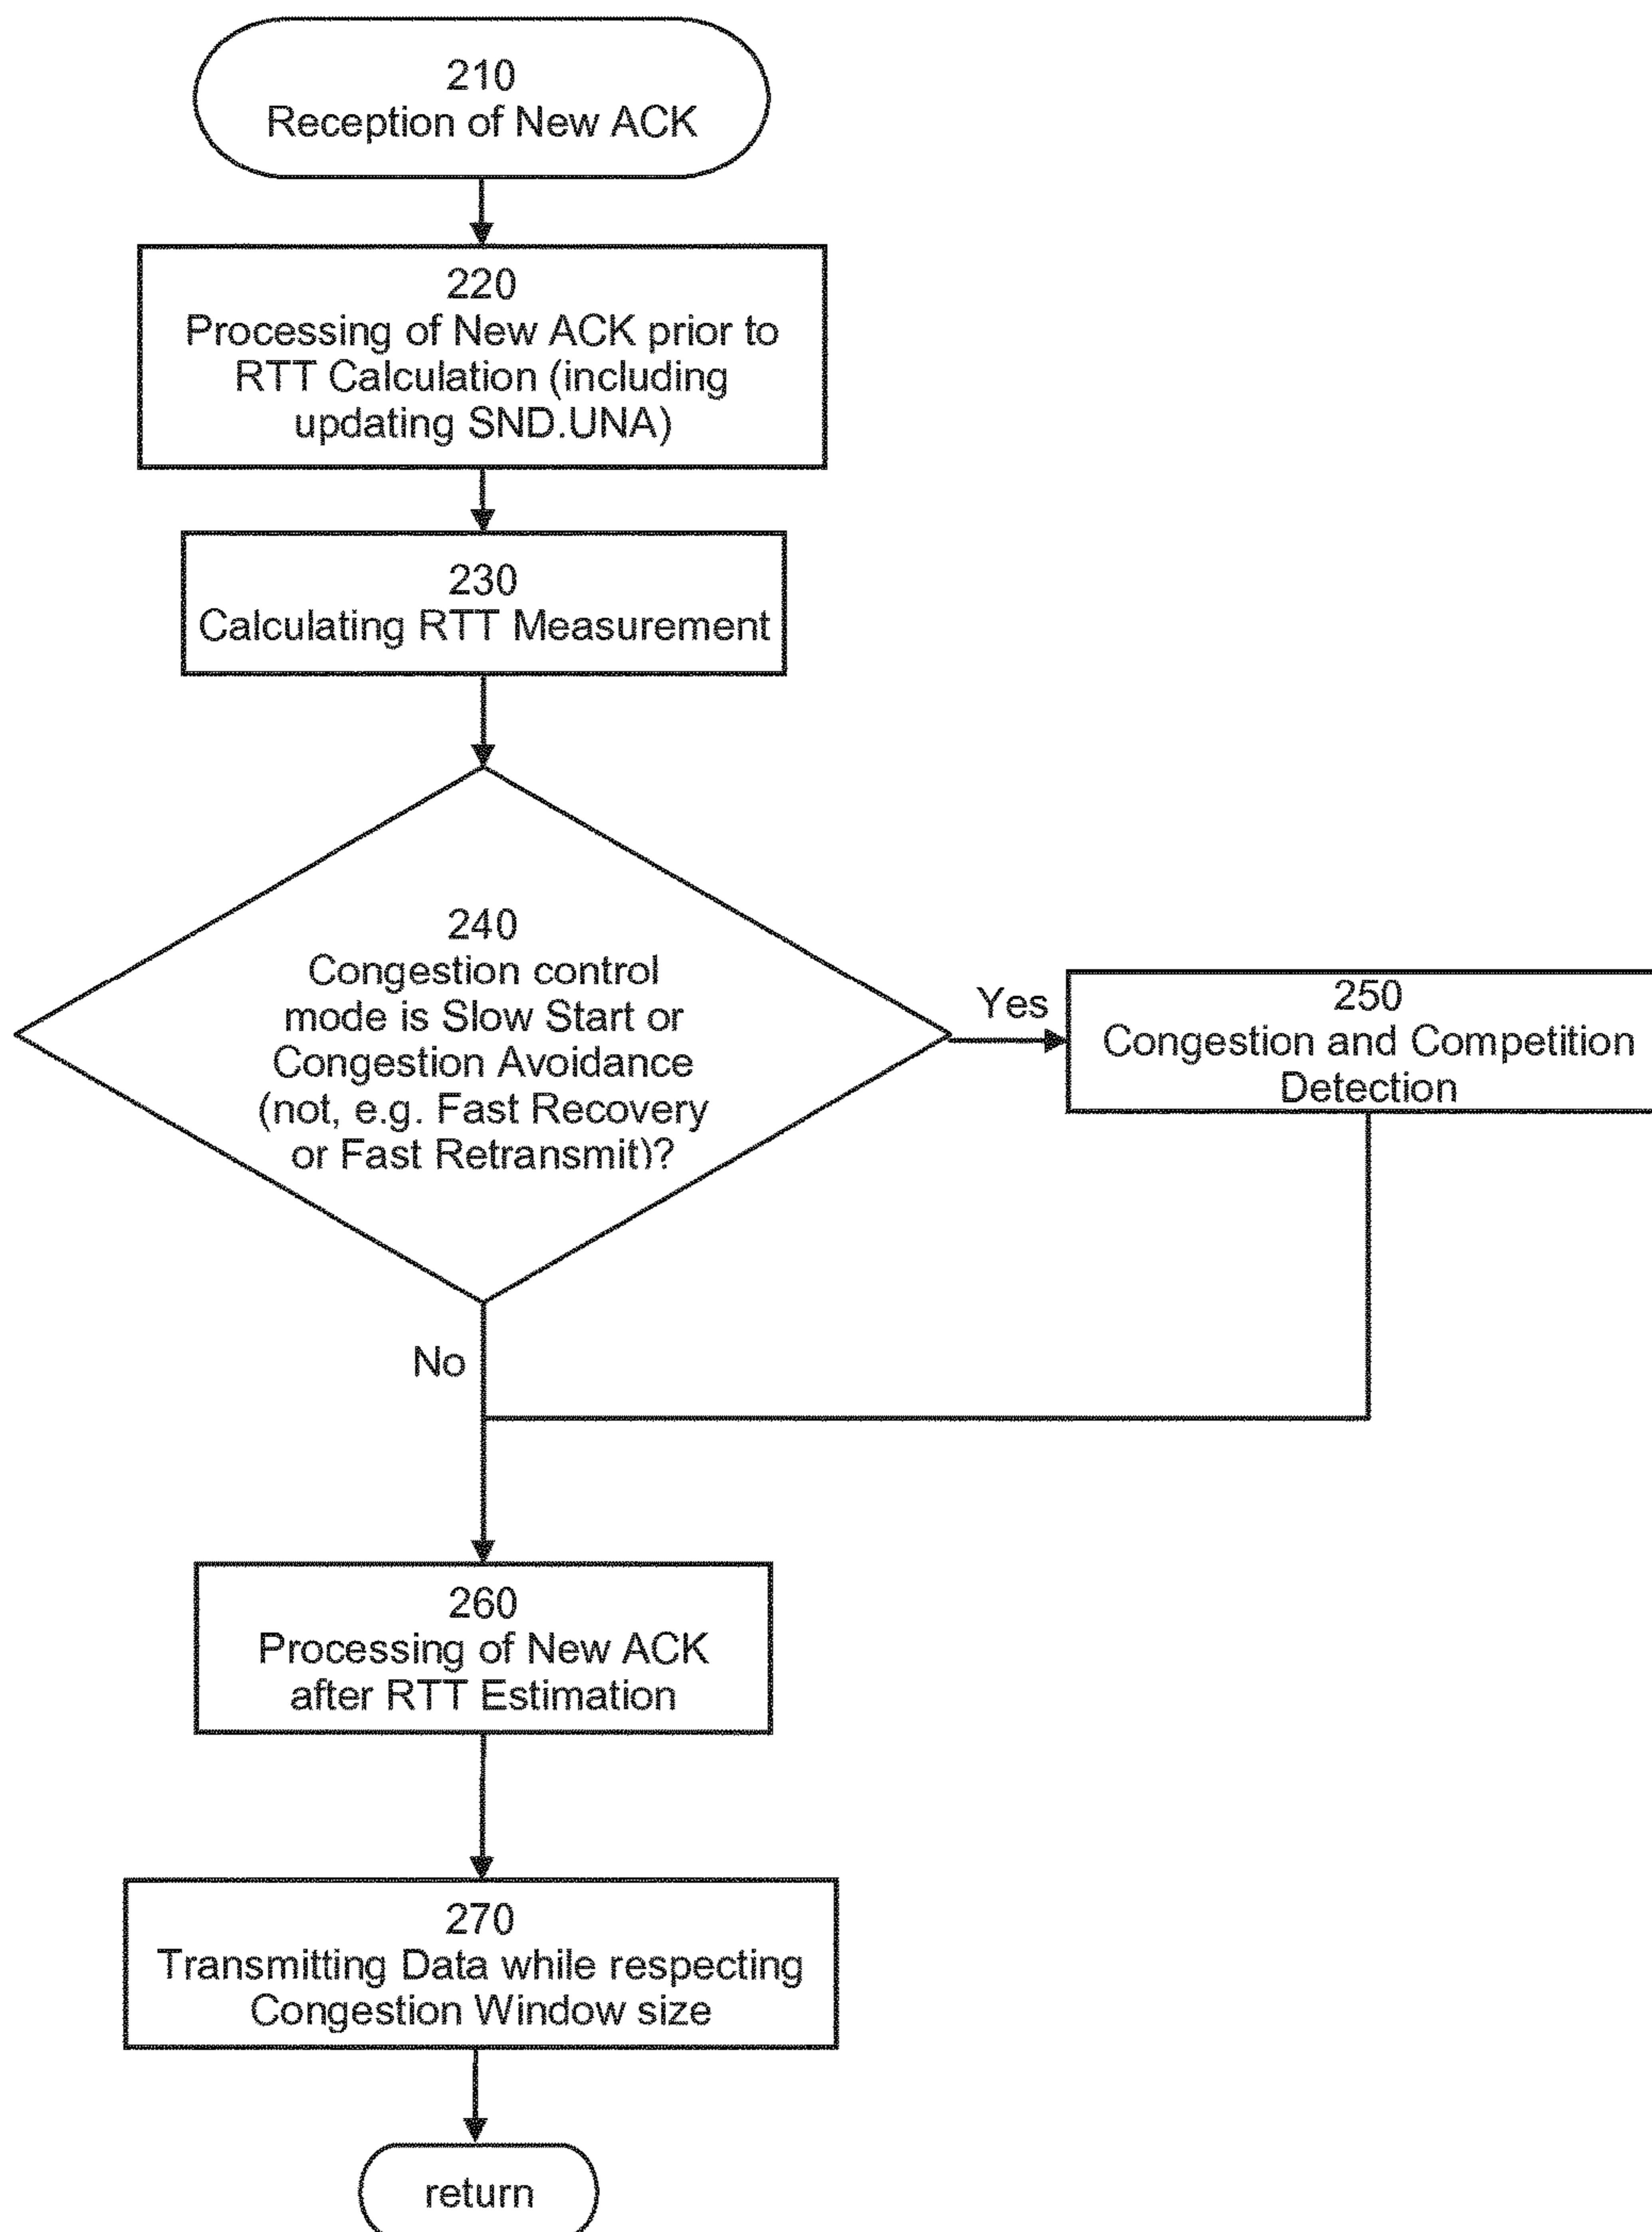 210
Reception of New ACK
220
Processing of New ACK prior to
RTT Calculation (including
updating SND.UNA)
230
Calculating RTT Measurement
240
Congestion control
mode is Slow Start or
Congestion Avoidance
(not, e.g. Fast Recovery
or Fast Retransmit)?
Yes
250
Congestion and Competition
Detection
No
260
Processing of New ACK
after RTT Estimation
270
Transmitting Data while respecting
Congestion Window size
return